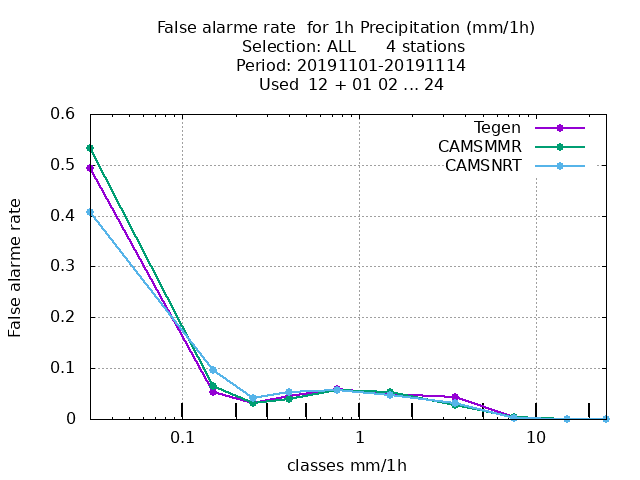 False alarme rate  for 1h Precipitation (mm/1h)
Selection: ALL      4 stations
Period: 20191101-20191114
Used  12 + 01 02 ... 24
Tegen
CAMSMMR
CAMSNRT
False alarme rate
0.6
0.5
0.4
0.3
0.2
0.1
0
0.1 1 10
classes mm/1h